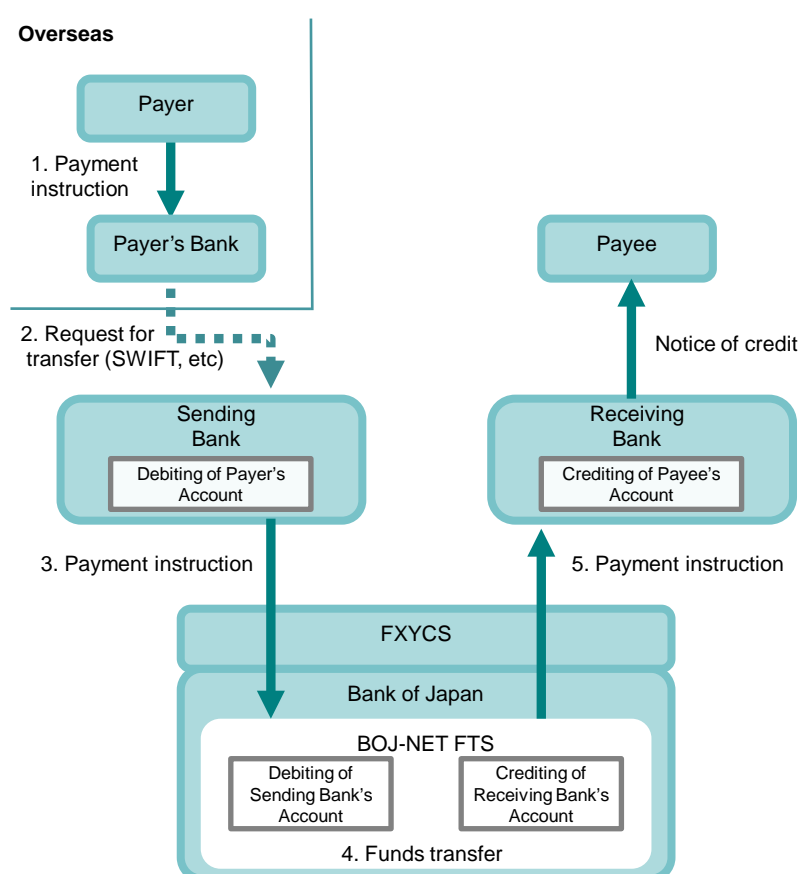 Overseas
Payer
1. Payment
instruction
Payer's Bank
Payee
2. Request for
transfer (SWIFT, etc)
Notice of credit
Sending
Bank
Debiting of Payer's
Account
Receiving
Bank
Crediting of Payee's
Account
3. Payment instruction
5. Payment instruction
FXYCS
Bank of Japan
BOJ-NET FTS
Debiting of
Sending Bank's
Account
Crediting of
Receiving Bank's
Account
4. Funds transfer